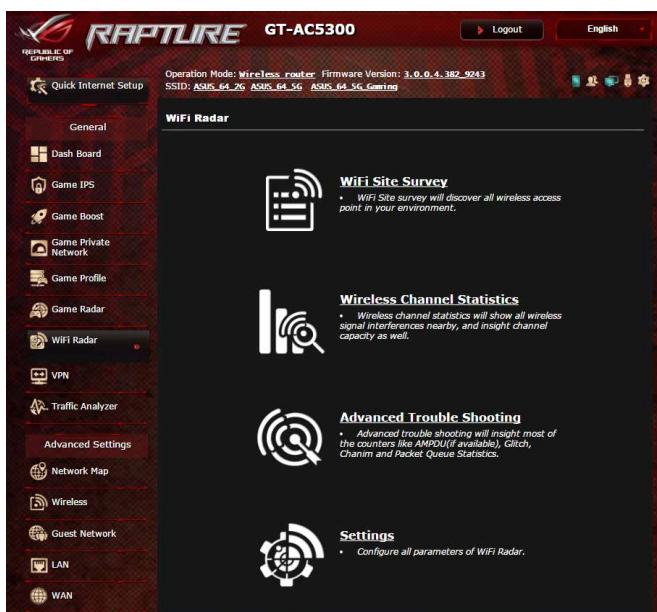 REPUBLIC OF
GAMERS
RAPTURE
GT-AC5300
Logout
English
Quick Internet Setup
Operation Mode: Wireless router Firmware Version: 3.0.0.4.382_9243
SSID: ASUS_64_2G ASUS_64_5G ASUS_64_5G_Gaming
General
Dash Board
Game IPS
Game Boost
Game Private
Network
Game Profile
Game Radar
WiFi Radar
VPN
Traffic Analyzer
Advanced Settings
Network Map
Wireless
Guest Network
LAN
WAN
WiFi Radar
WiFi Site Survey
• WiFi Site survey will discover all wireless access
point in your environment.
Wireless Channel Statistics
• Wireless channel statistics will show all wireless
signal interferences nearby, and insight channel
capacity as well.
Advanced Trouble Shooting
• Advanced trouble shooting will insight most of
the counters like AMPDU(if available), Glitch,
Chanim and Packet Queue Statistics.
Settings
• Configure all parameters of WiFi Radar.